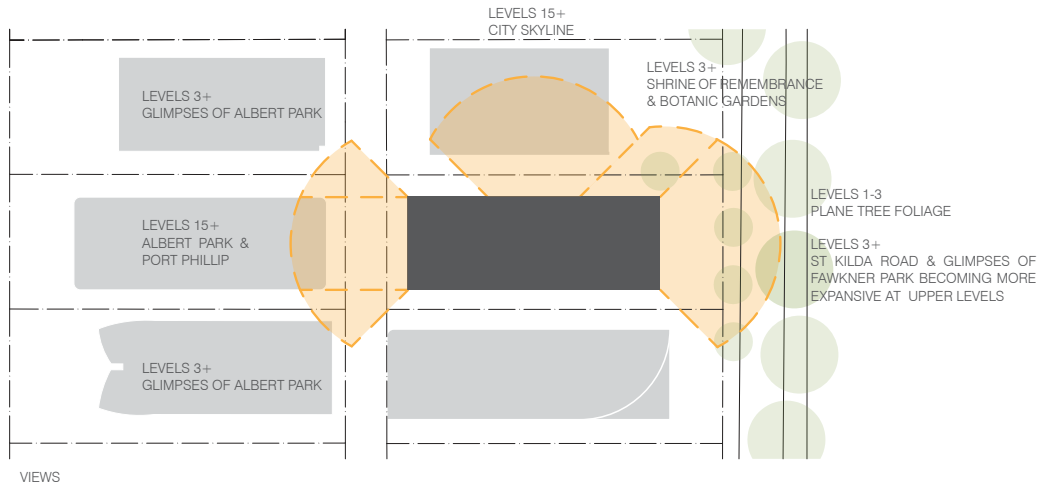 LEVELS 15+
CITY SKYLINE
LEVELS 3+
SHRINE OF REMEMBRANCE
& BOTANIC GARDENS
LEVELS 3+
GLIMPSES OF ALBERT PARK
LEVELS 1-3
PLANE TREE FOLIAGE
LEVELS 15+
ALBERT PARK &
PORT PHILLIP
LEVELS 3+
ST KILDA ROAD & GLIMPSES OF
FAWKNER PARK BECOMING MORE
EXPANSIVE AT UPPER LEVELS
LEVELS 3+
GLIMPSES OF ALBERT PARK
VIEWS